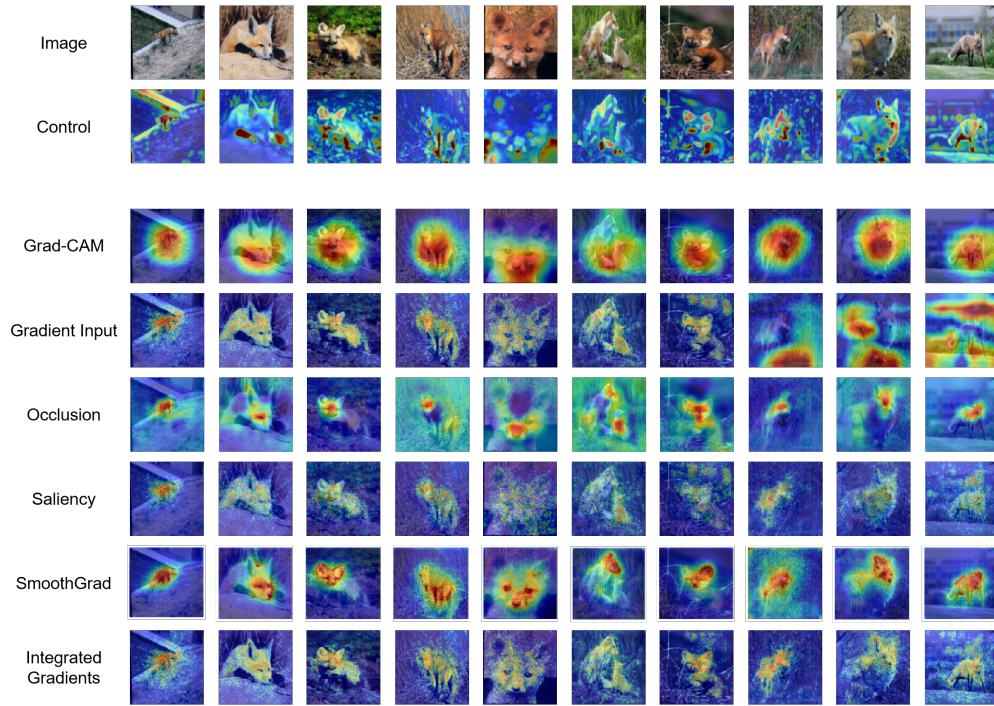 Image
Control
Grad-CAM
Gradient Input
Occlusion
Saliency
SmoothGrad
Integrated
Gradients